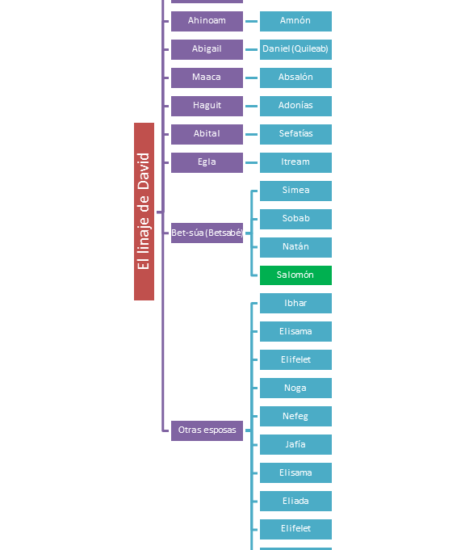 El linaje de David
Ahinoam
Amnón
Abigail
Daniel (Quileab)
Maaca
Absalón
Haguit
Adonías
Abital
Sefatías
Egla
Itream
Bet-súa (Betsabé)
Simea
Sobab
Natán
Salomón
Otras esposas
Ibhar
Elisama
Elifelet
Noga
Nefeg
Jafía
Elisama
Eliada
Elifelet